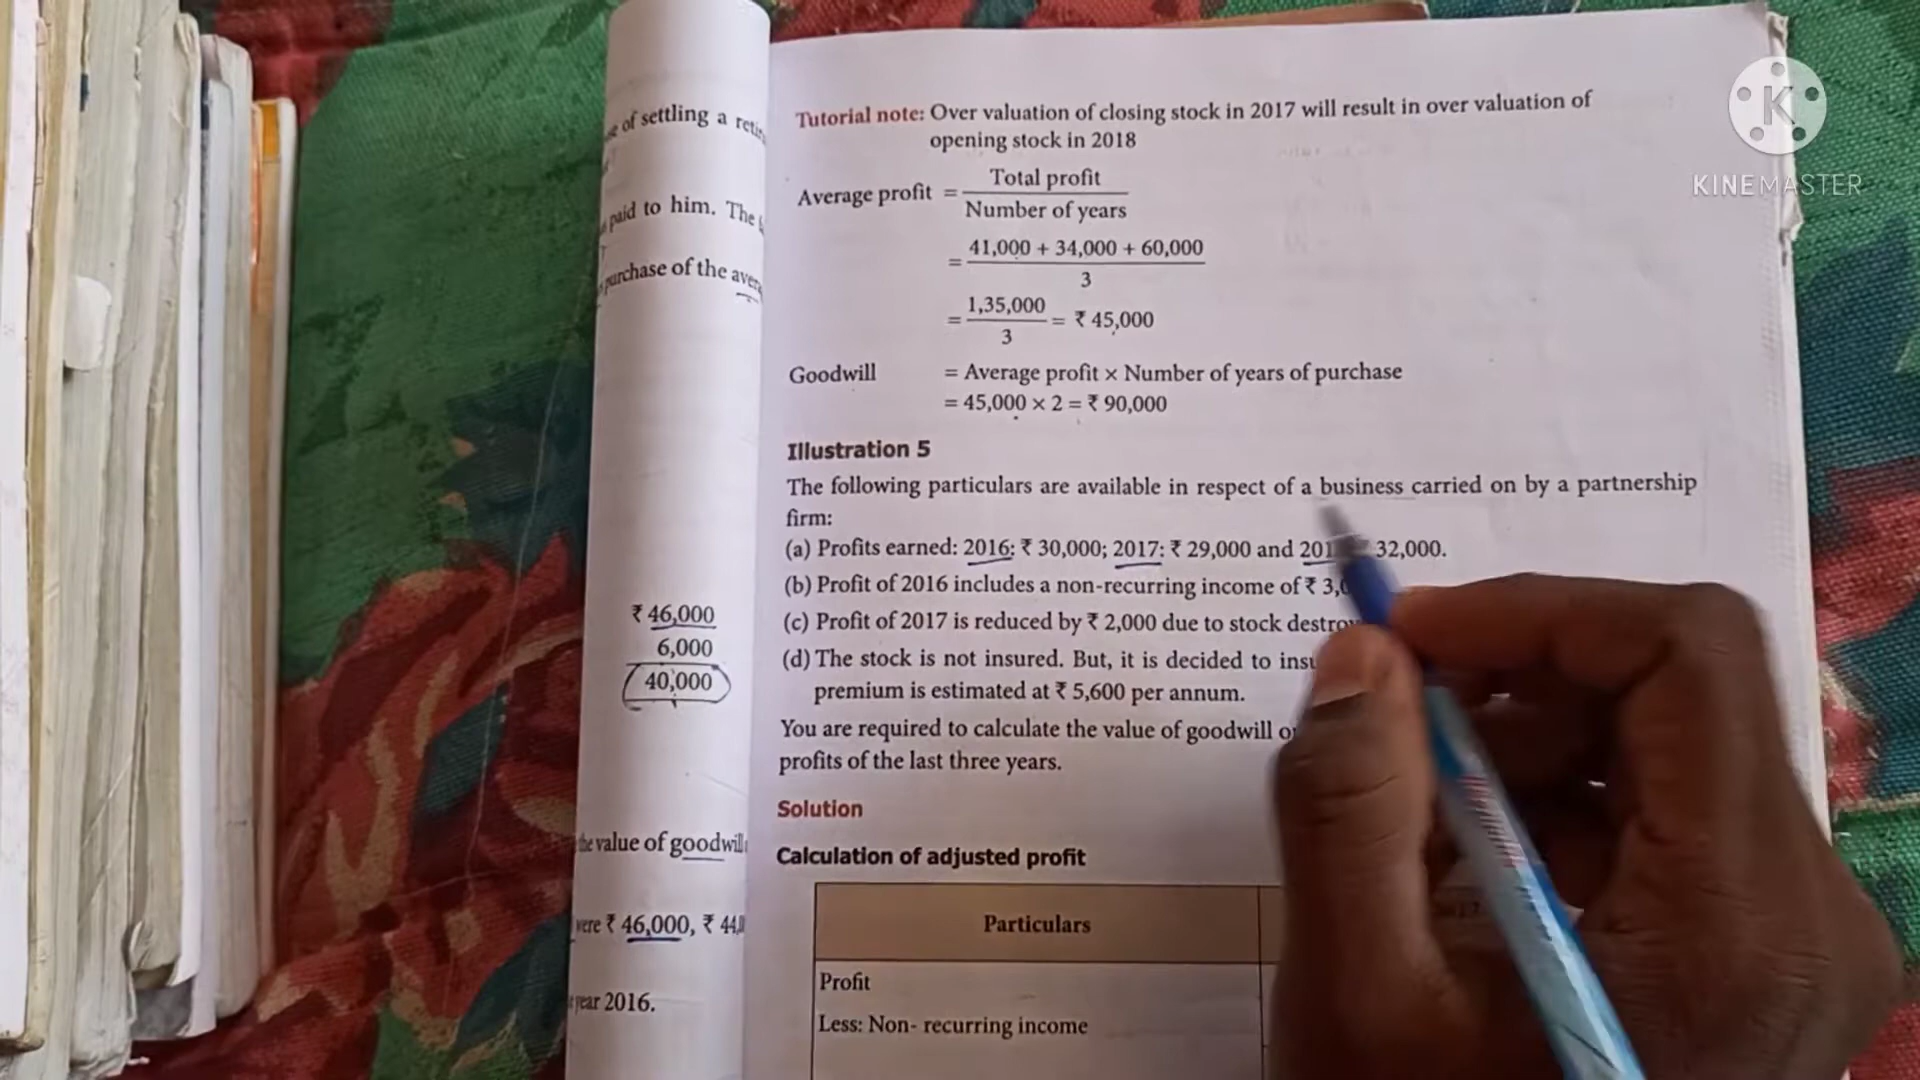 of settling a
paid to him. The
purchase of the
₹ 46,000
6,000
40,000
the value of goodwill
were ₹ 46,000, ₹
year 2016.
Tutorial note: Over valuation of closing stock in 2017 will result in over valuation of
opening stock in 2018
Average profit = Total profit / Number of years
= 41,000 + 34,000 + 60,000 / 3
= 1,35,000 / 3 = ₹ 45,000
Goodwill = Average profit × Number of years of purchase
= 45,000 × 2 = ₹ 90,000
Illustration 5
The following particulars are available in respect of a business carried on by a partnership
firm:
(a) Profits earned: 2016: ₹ 30,000; 2017: ₹ 29,000 and 32,000.
(b) Profit of 2016 includes a non-recurring income of ₹
(c) Profit of 2017 is reduced by ₹ 2,000 due to stock
(d) The stock is not insured. But, it is decided to
premium is estimated at ₹ 5,600 per annum.
You are required to calculate the value of goodwill
profits of the last three years.
Solution
Calculation of adjusted profit
Particulars
Profit
Less: Non- recurring income
KINEMASTER